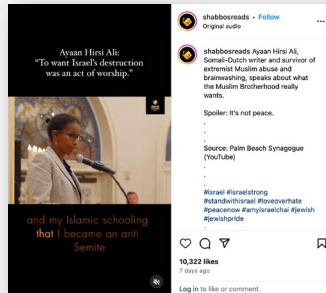 Ayaan Hirsi Ali:
"To want Israel's destruction
was an act of worship."
and my Islamic schooling
that I became an anti
Semite
shabbosreads • Follow
Original audio
shabbosreads Ayaan Hirsi Ali,
Somali-Dutch writer and survivor of
extremist Muslim abuse and
brainwashing, speaks about what
the Muslim Brotherhood really
wants.
Spoiler: It's not peace.
.
.
.
Source: Palm Beach Synagogue
(YouTube)
.
.
.
#israel #israelstrong
#standwithisrael #loveoverhate
#peacenow #amyisraelchai #jewish
#jewishpride
10,322 likes
7 days ago
Log in to like or comment.